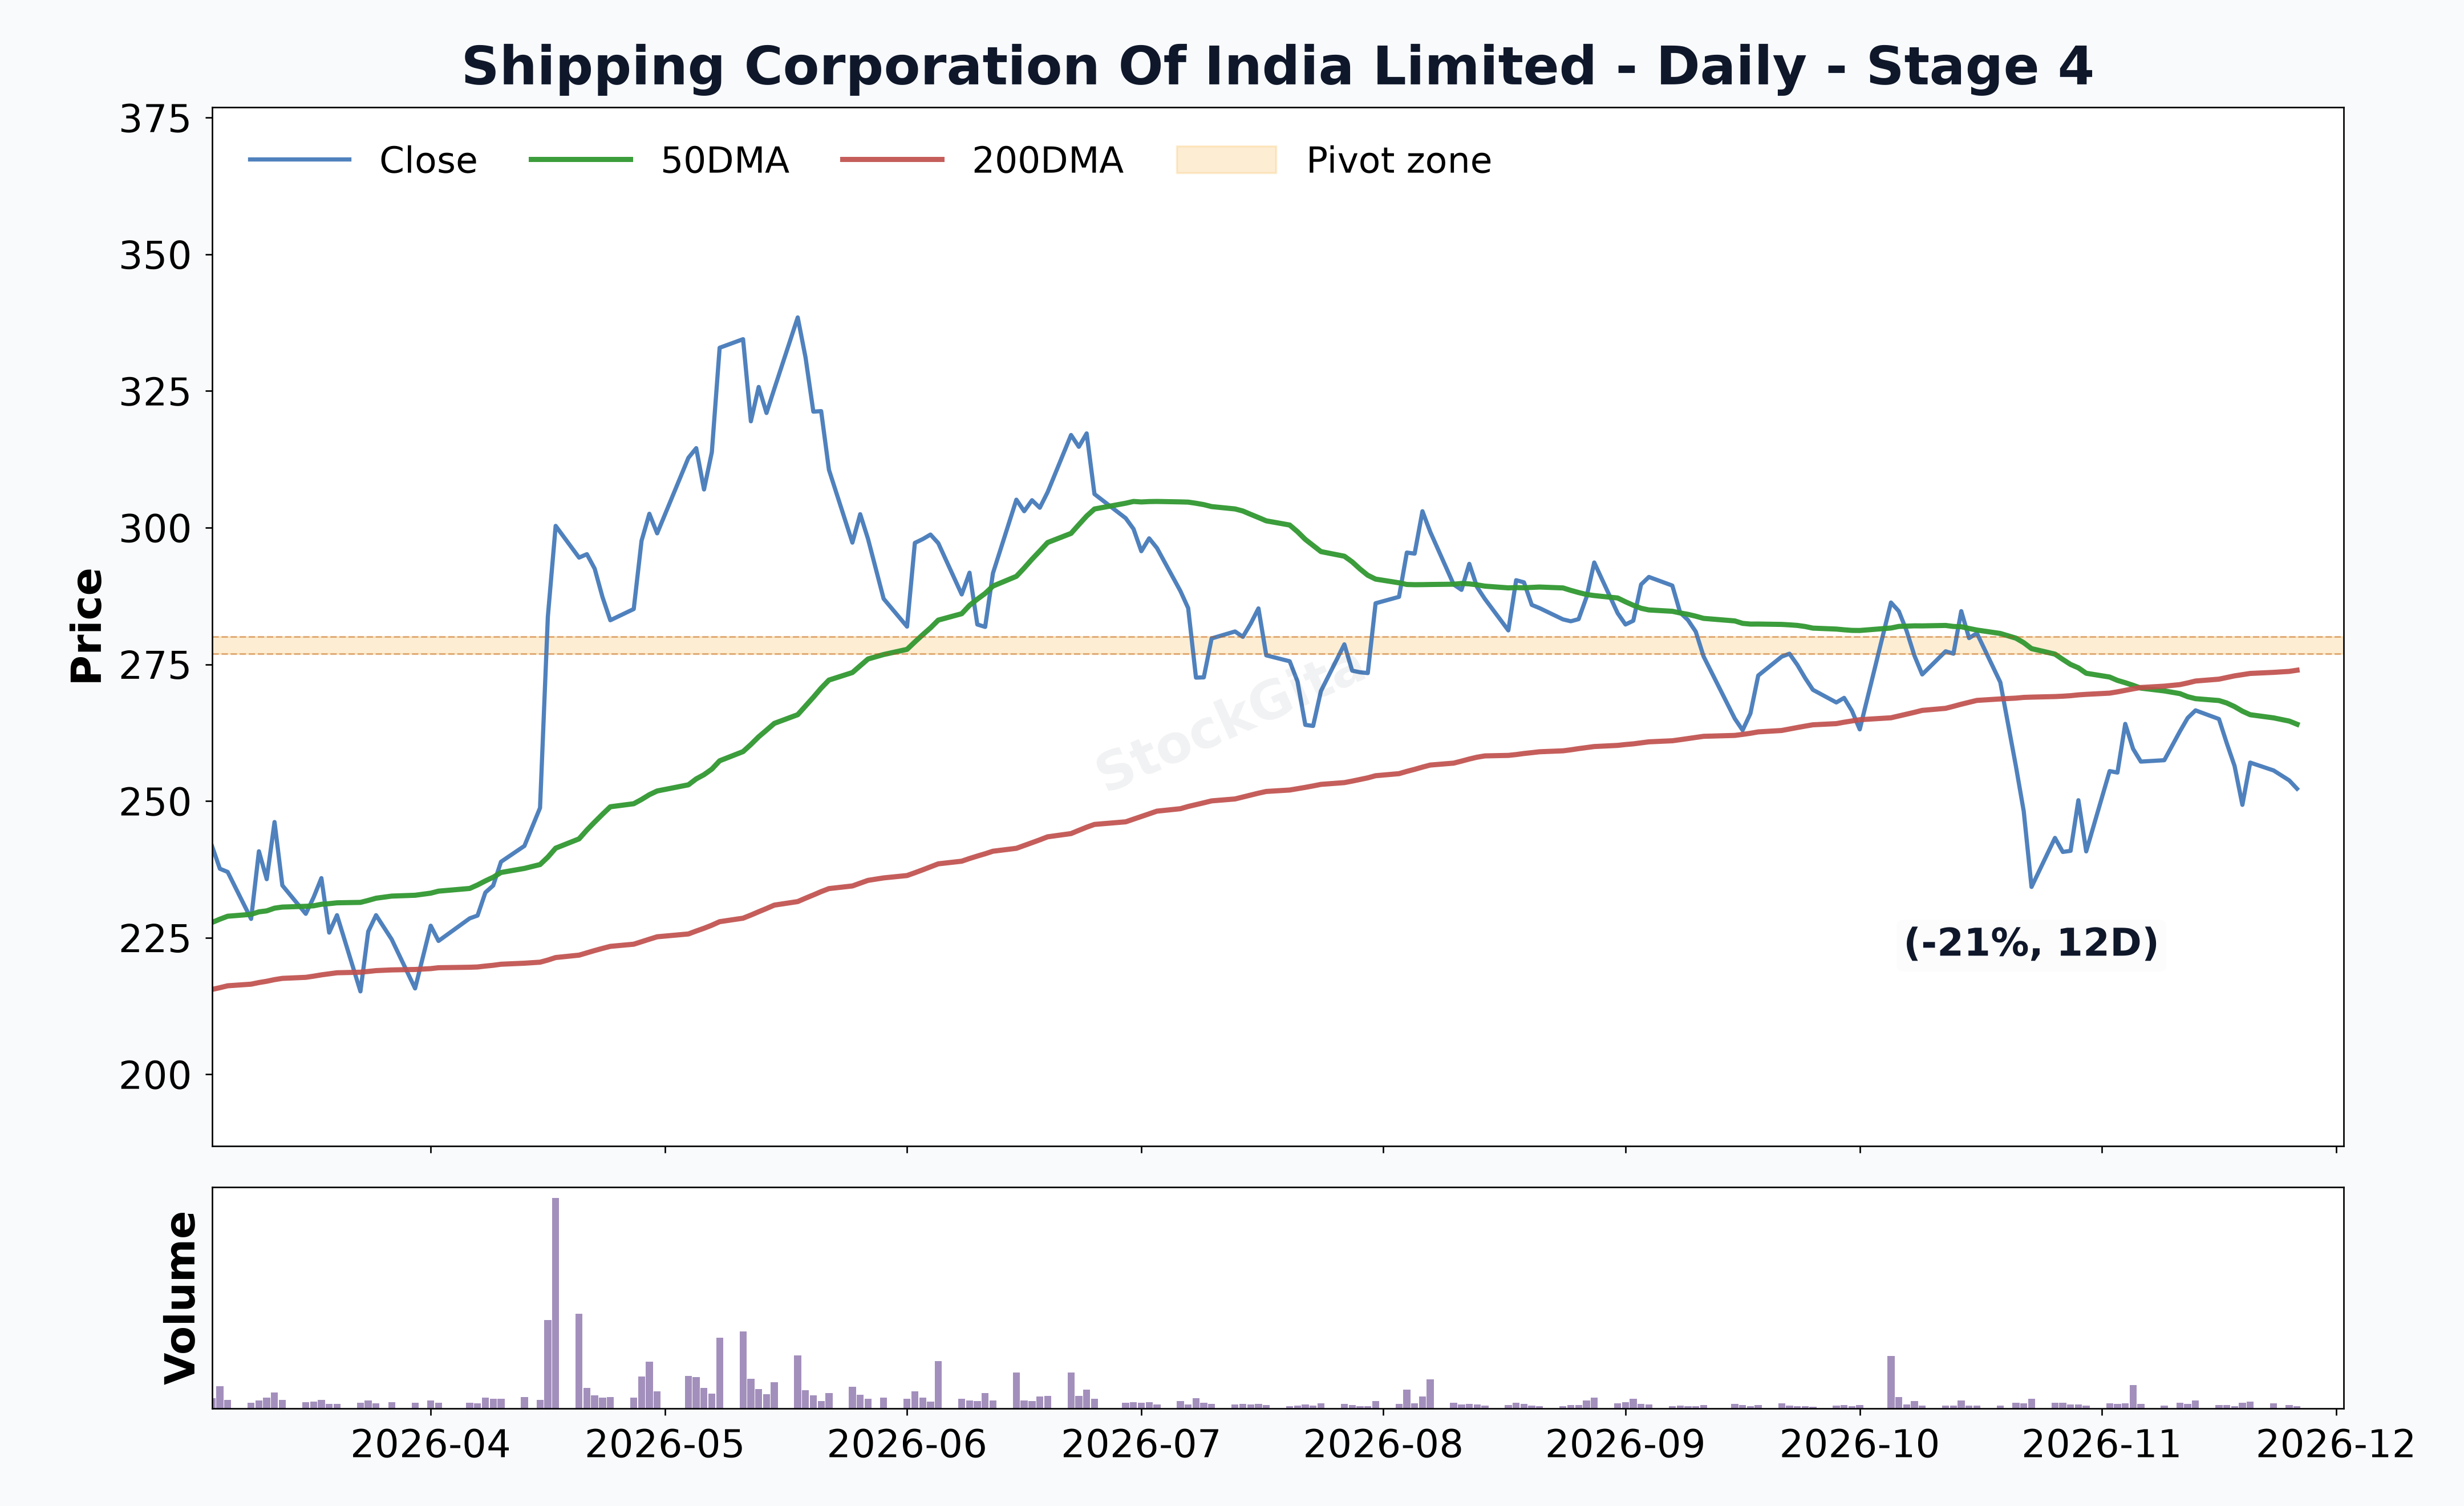 Shipping Corporation Of India Limited - Daily - Stage 4
Close 50DMA 200DMA Pivot zone
Price
375
350
325
300
275
250
225
200
StockGita
(-21%, 12D)
Volume
2026-04 2026-05 2026-06 2026-07 2026-08 2026-09 2026-10 2026-11 2026-12